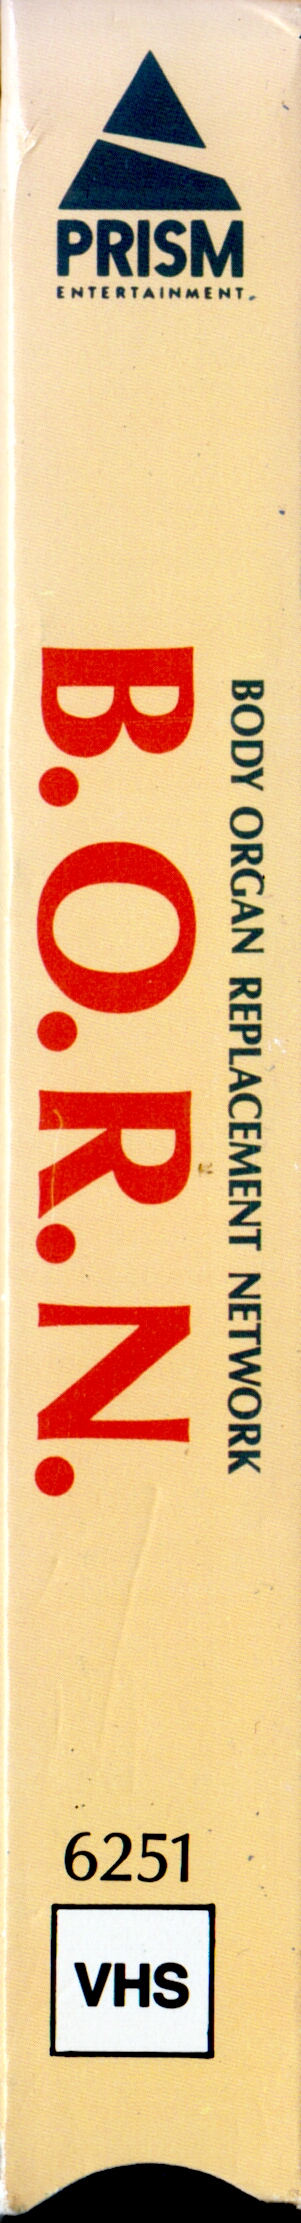 PRISM
ENTERTAINMENT.
BODY ORGAN REPLACEMENT NETWORK
B.O.R.N.
6251
VHS